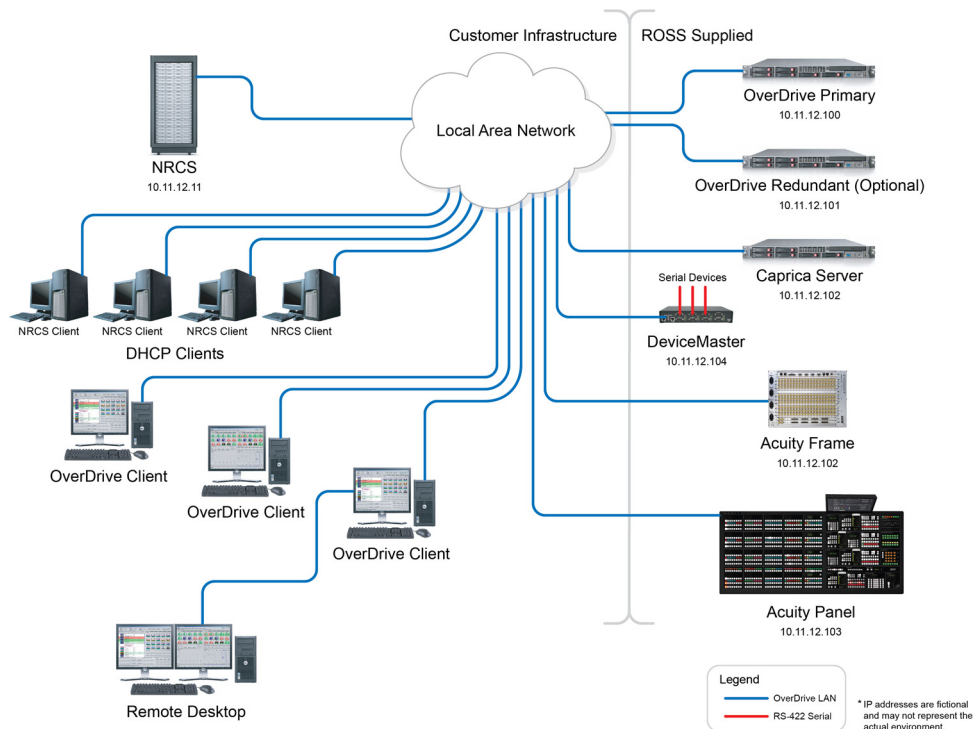 Customer Infrastructure
ROSS Supplied
Local Area Network
NRCS
10.11.12.11
OverDrive Primary
10.11.12.100
OverDrive Redundant (Optional)
10.11.12.101
Caprica Server
10.11.12.102
Serial Devices
DeviceMaster
10.11.12.104
NRCS Client
NRCS Client
NRCS Client
NRCS Client
DHCP Clients
OverDrive Client
OverDrive Client
OverDrive Client
Acuity Frame
10.11.12.102
Acuity Panel
10.11.12.103
Remote Desktop
Legend
OverDrive LAN
RS-422 Serial
* IP addresses are fictional
and may not represent the
actual environment.